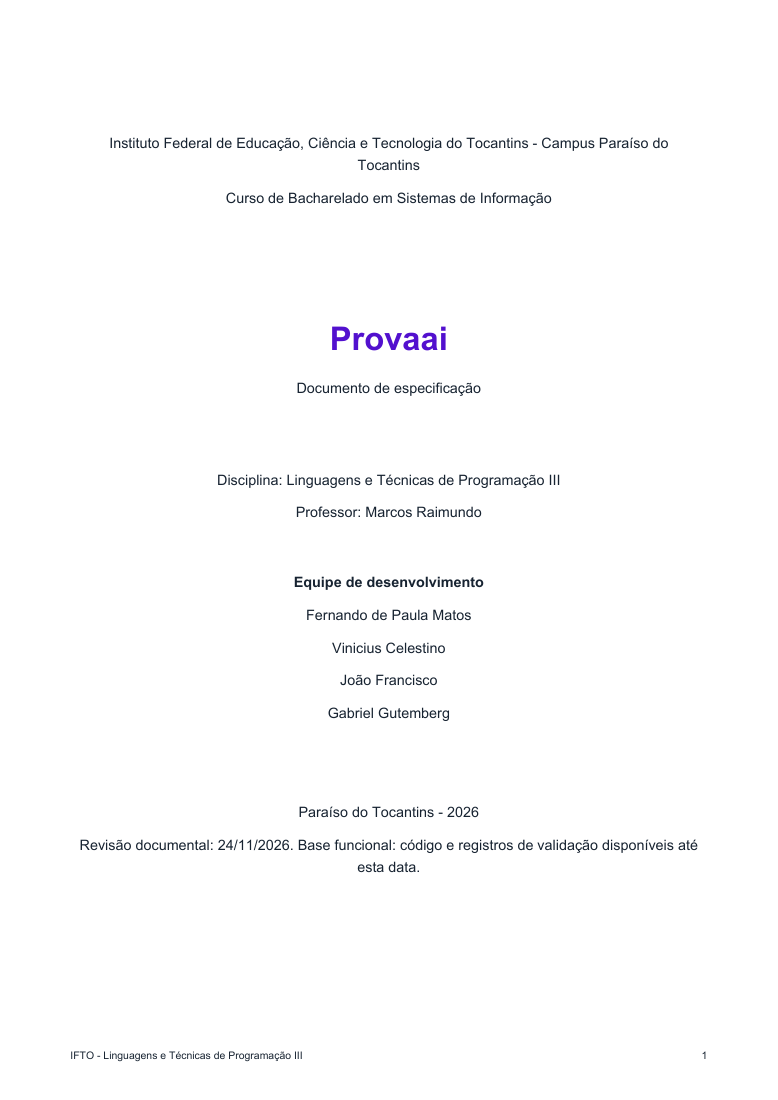 Instituto Federal de Educação, Ciência e Tecnologia do Tocantins - Campus Paraíso do
Tocantins
Curso de Bacharelado em Sistemas de Informação
Provaai
Documento de especificação
Disciplina: Linguagens e Técnicas de Programação III
Professor: Marcos Raimundo
Equipe de desenvolvimento
Fernando de Paula Matos
Vinicius Celestino
João Francisco
Gabriel Gutemberg
Paraíso do Tocantins - 2026
Revisão documental: 24/11/2026. Base funcional: código e registros de validação disponíveis até
esta data.
IFTO - Linguagens e Técnicas de Programação III 1